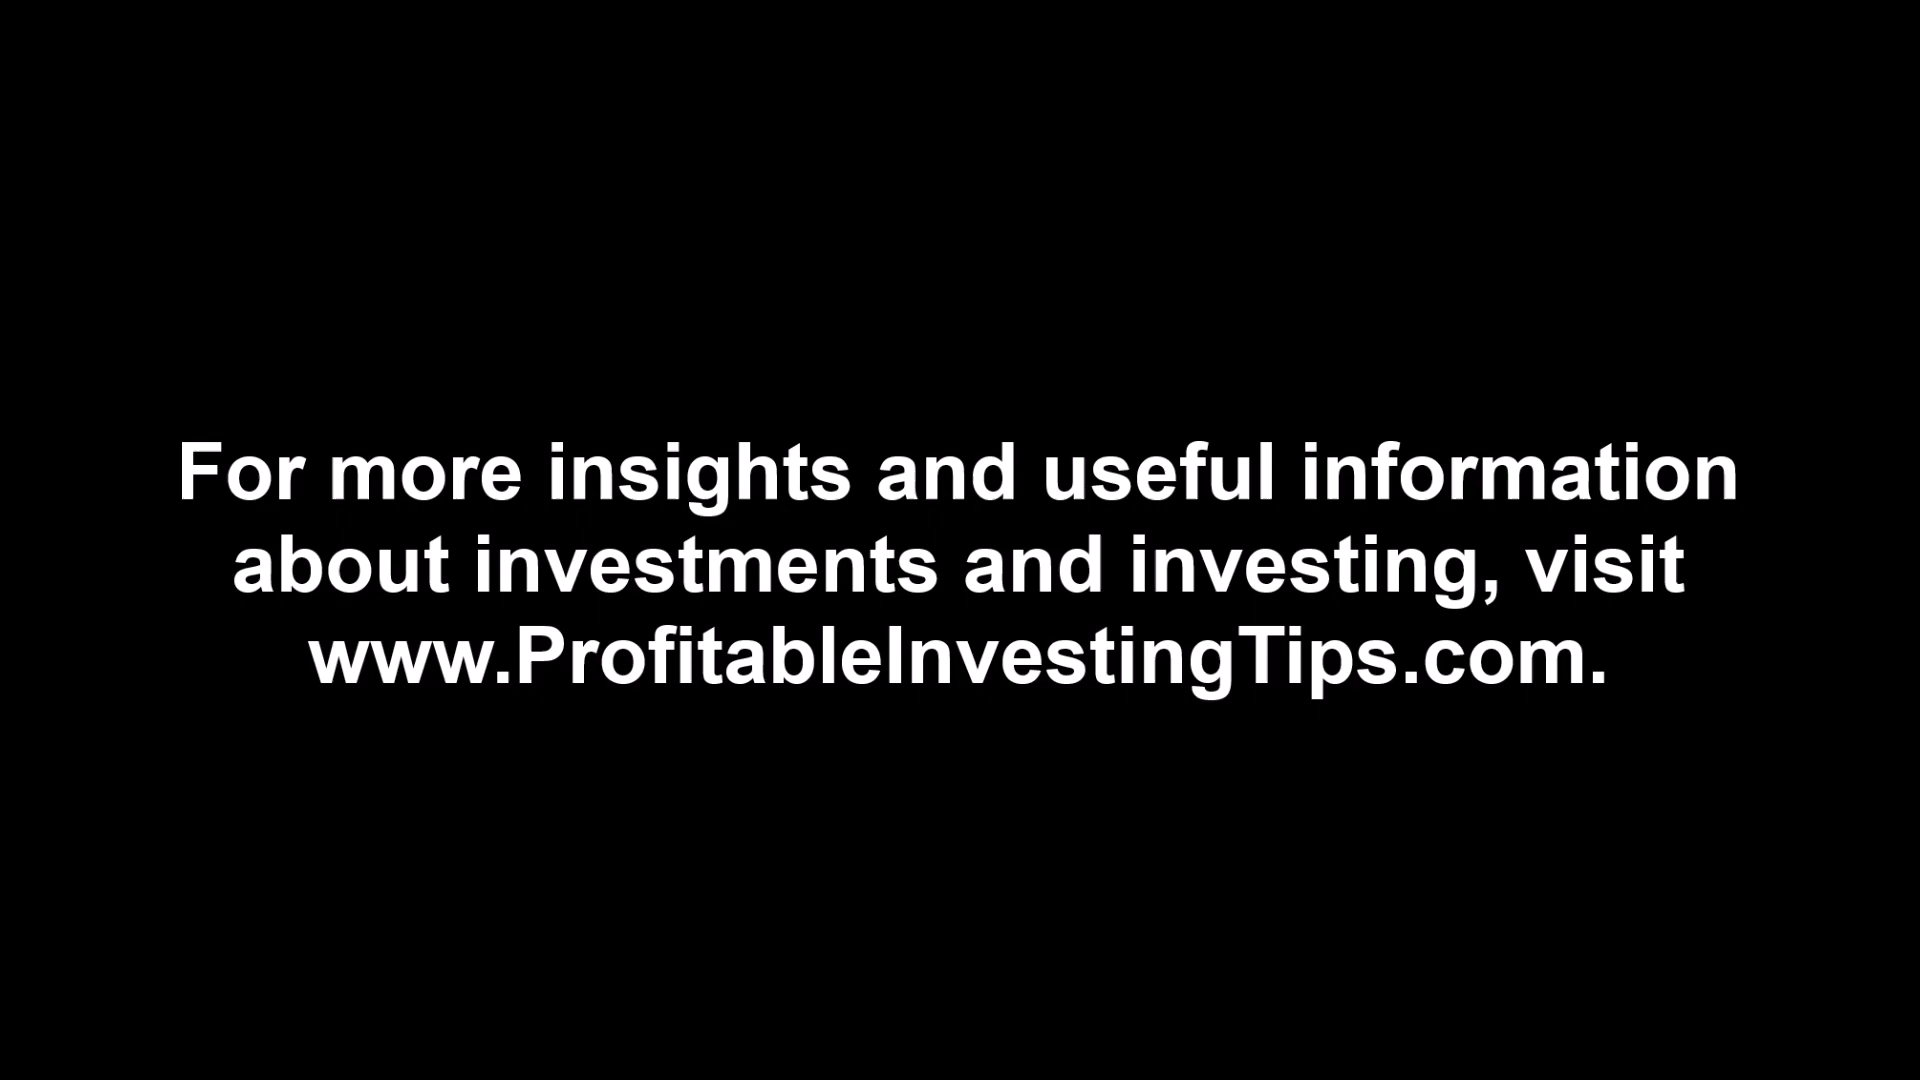 For more insights and useful information
about investments and investing, visit
www.ProfitableInvestingTips.com.